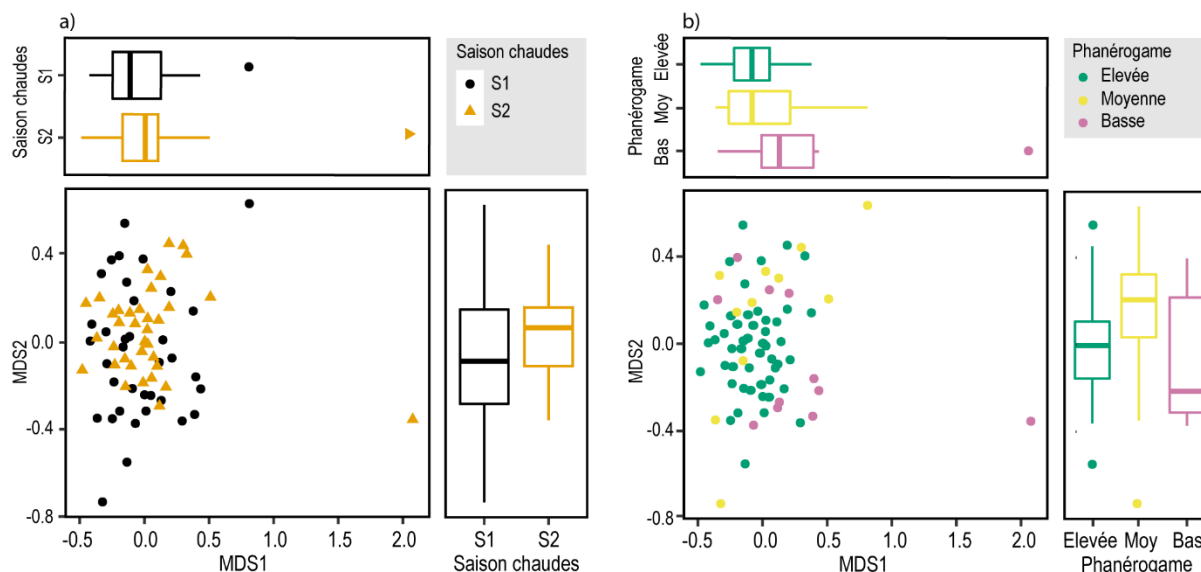 a)
Saison chaudes
S1
S2
Saison chaudes
S1
S2
MDS2
0.4
0.0
-0.4
-0.8
-0.5
0.0
0.5
1.0
1.5
2.0
MDS1
S1
S2
Saison chaudes
b)
Phanérogame
Elevée
Moy
Bas
Phanérogame
Elevée
Moyenne
Basse
MDS2
0.4
0.0
-0.4
-0.8
-0.5
0.0
0.5
1.0
1.5
2.0
MDS1
Elevée
Moy
Bas
Phanérogame